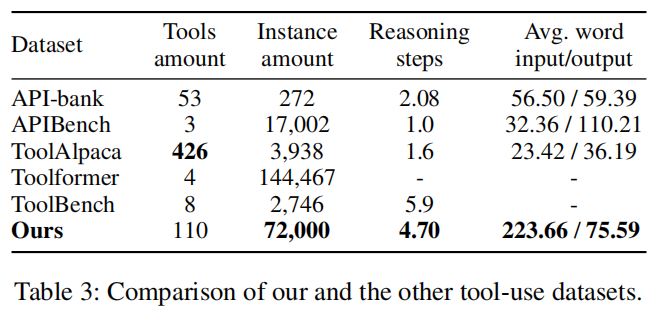 Dataset Tools amount Instance amount Reasoning steps Avg. word input/output
API-bank 53 272 2.08 56.50 / 59.39
APIBench 3 17,002 1.0 32.36 / 110.21
ToolAlpaca 426 3,938 1.6 23.42 / 36.19
Toolformer 4 144,467 - -
ToolBench 8 2,746 5.9 -
Ours 110 72,000 4.70 223.66 / 75.59
Table 3: Comparison of our and the other tool-use datasets.